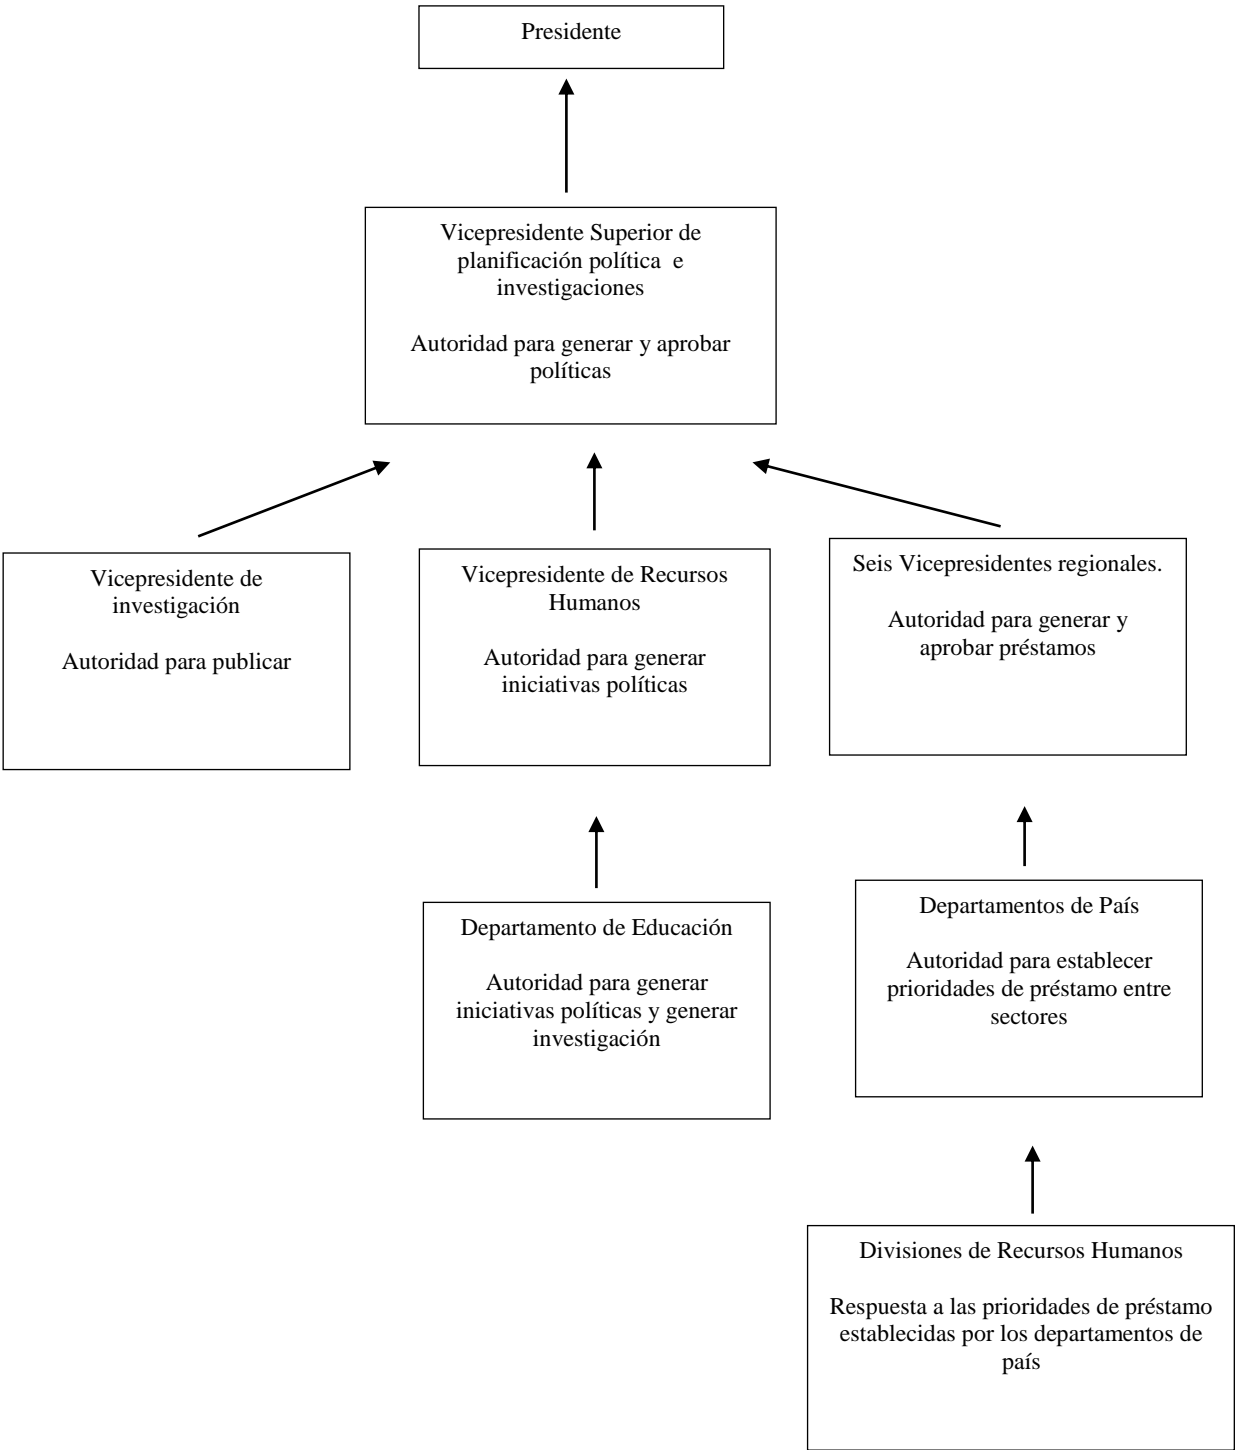 Presidente
Vicepresidente Superior de
planificación política e
investigaciones
Autoridad para generar y aprobar
políticas
Vicepresidente de
investigación
Autoridad para publicar
Vicepresidente de Recursos
Humanos
Autoridad para generar
iniciativas políticas
Seis Vicepresidentes regionales.
Autoridad para generar y
aprobar préstamos
Departamento de Educación
Autoridad para generar
iniciativas políticas y generar
investigación
Departamentos de País
Autoridad para establecer
prioridades de préstamo entre
sectores
Divisiones de Recursos Humanos
Respuesta a las prioridades de préstamo
establecidas por los departamentos de
país